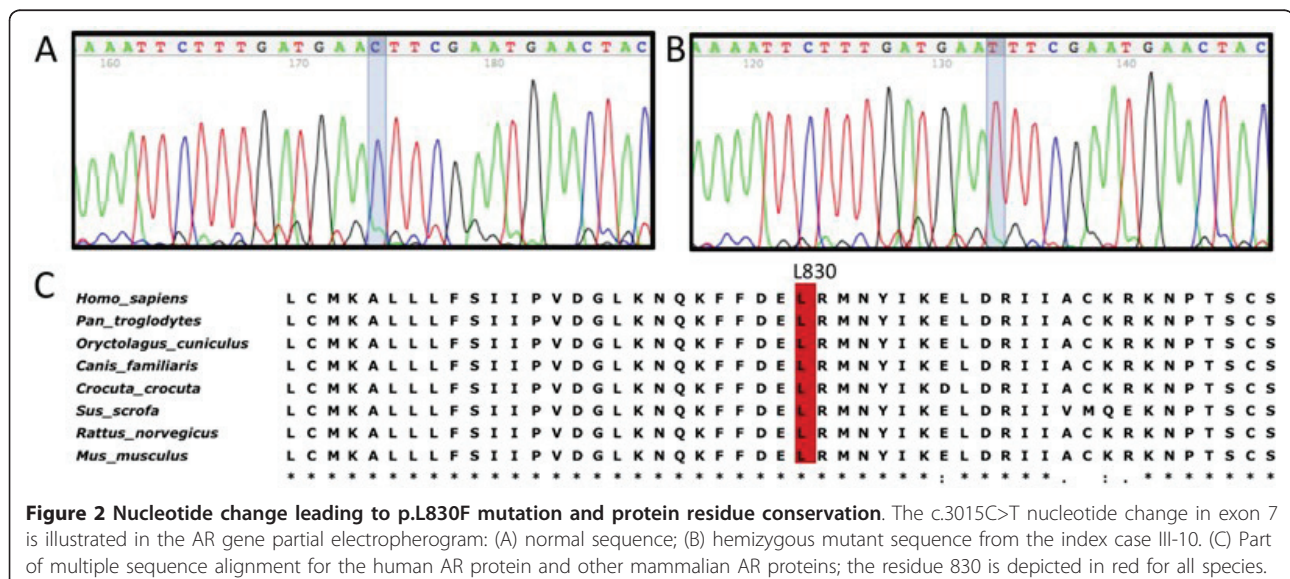 A
A A A T T C T T T G A T G A A C T T C G A A T G A A C T A C
160 170 180
B
A A A A T T C T T T G A T G A A T T T C G A A T G A A C T A C
120 130 140
C
L830
Homo_sapiens L C M K A L L L F S I I P V D G L K N Q K F F D E L R M N Y I K E L D R I I A C K R K N P T S C S
Pan_troglodytes L C M K A L L L F S I I P V D G L K N Q K F F D E L R M N Y I K E L D R I I A C K R K N P T S C S
Oryctolagus_cuniculus L C M K A L L L F S I I P V D G L K N Q K F F D E L R M N Y I K E L D R I I A C K R K N P T S C S
Canis_familiaris L C M K A L L L F S I I P V D G L K N Q K F F D E L R M N Y I K E L D R I I A C K R K N P T S C S
Crocuta_crocuta L C M K A L L L F S I I P V D G L K N Q K F F D E L R M N Y I K D L D R I I A C K R K N P T S C S
Sus_scrofa L C M K A L L L F S I I P V D G L K N Q K F F D E L R M N Y I K E L D R I I V M Q E K N P T S C S
Rattus_norvegicus L C M K A L L L F S I I P V D G L K N Q K F F D E L R M N Y I K E L D R I I A C K R K N P T S C S
Mus_musculus L C M K A L L L F S I I P V D G L K N Q K F F D E L R M N Y I K E L D R I I A C K R K N P T S C S
* * * * * * * * * * * * * * * * * * * * * * * * * * * * * * * * : * * * * * . : . * * * * * * * *
Figure 2 Nucleotide change leading to p.L830F mutation and protein residue conservation. The c.3015C>T nucleotide change in exon 7
is illustrated in the AR gene partial electropherogram: (A) normal sequence; (B) hemizygous mutant sequence from the index case III-10. (C) Part
of multiple sequence alignment for the human AR protein and other mammalian AR proteins; the residue 830 is depicted in red for all species.